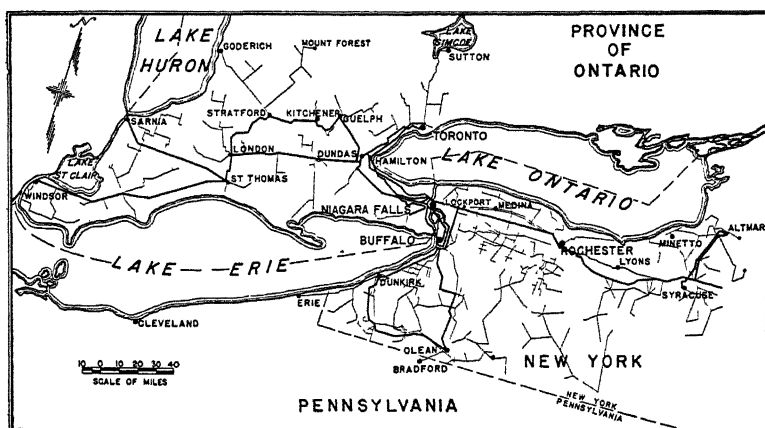 N
LAKE
HURON
GODERICH
MOUNT FOREST
LAKE
SIMCOE
SUTTON
PROVINCE
OF
ONTARIO
SARNIA
STRATFORD
KITCHENER
GUELPH
TORONTO
LAKE
ST CLAIR
LONDON
DUNDAS
HAMILTON
LAKE ONTARIO
ST THOMAS
WINDSOR
NIAGARA FALLS
LOCKPORT
MEDINA
BUFFALO
ROCHESTER
MINETTO
ALTMAR
LAKE ERIE
LYONS
DUNKIRK
SYRACUSE
ERIE
CLEVELAND
OLEAN
BRADFORD
NEW YORK
10 0 10 20 30 40
SCALE OF MILES
NEW YORK
PENNSYLVANIA
PENNSYLVANIA